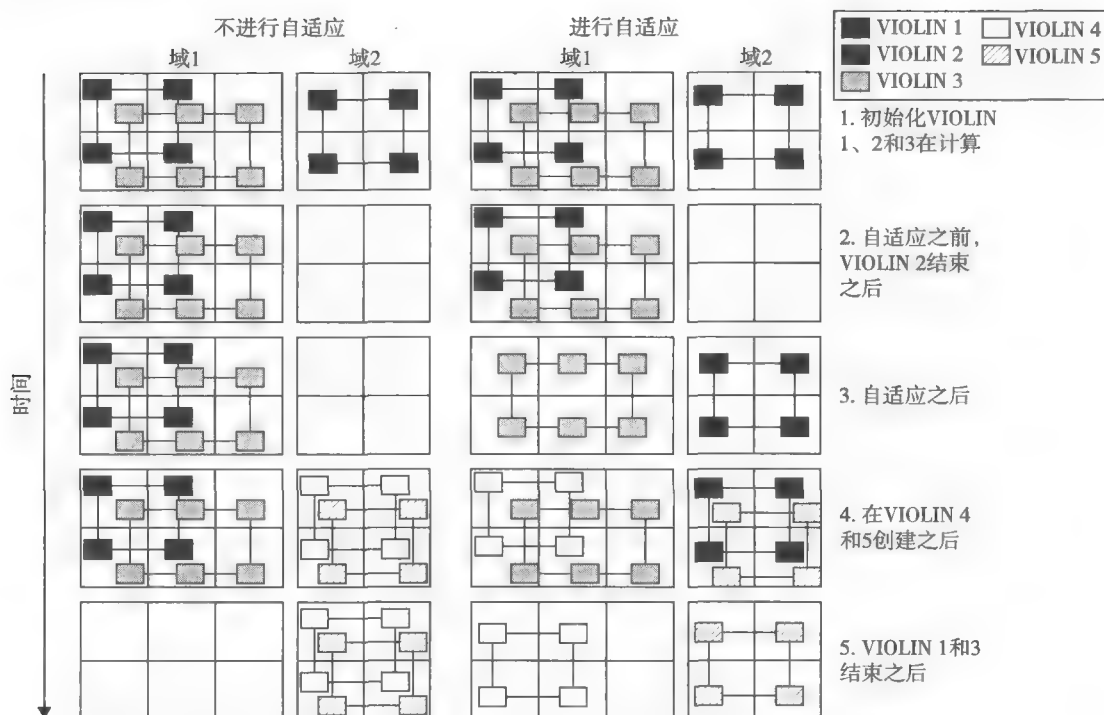 不进行自适应
进行自适应
域1
域2
域1
域2
VIOLIN 1
VIOLIN 4
VIOLIN 2
VIOLIN 5
VIOLIN 3
时间
1. 初始化VIOLIN
1、2和3在计算
2. 自适应之前，
VIOLIN 2结束
之后
3. 自适应之后
4. 在VIOLIN 4
和5创建之后
5. VIOLIN 1和3
结束之后